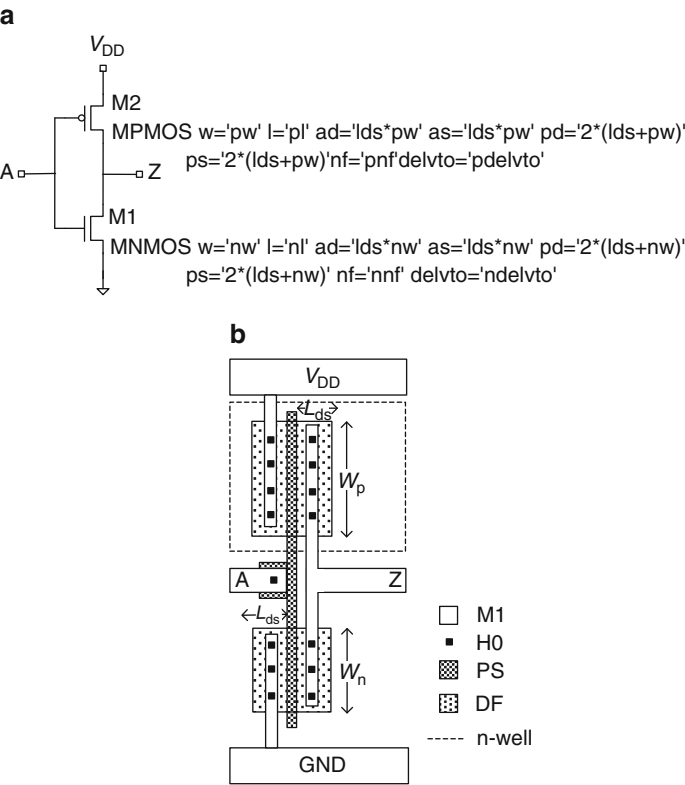 a
VDD
M2
MPMOS w='pw' l='pl' ad='lds*pw' as='lds*pw' pd='2*(lds+pw)'
ps='2*(lds+pw)'nf='pnf'delvto='pdelvto'
A
Z
M1
MNMOS w='nw' l='nl' ad='lds*nw' as='lds*nw' pd='2*(lds+nw)'
ps='2*(lds+nw)' nf='nnf' delvto='ndelvto'
b
VDD
Lds
Wp
A
Z
Lds
Wn
GND
M1
H0
PS
DF
n-well